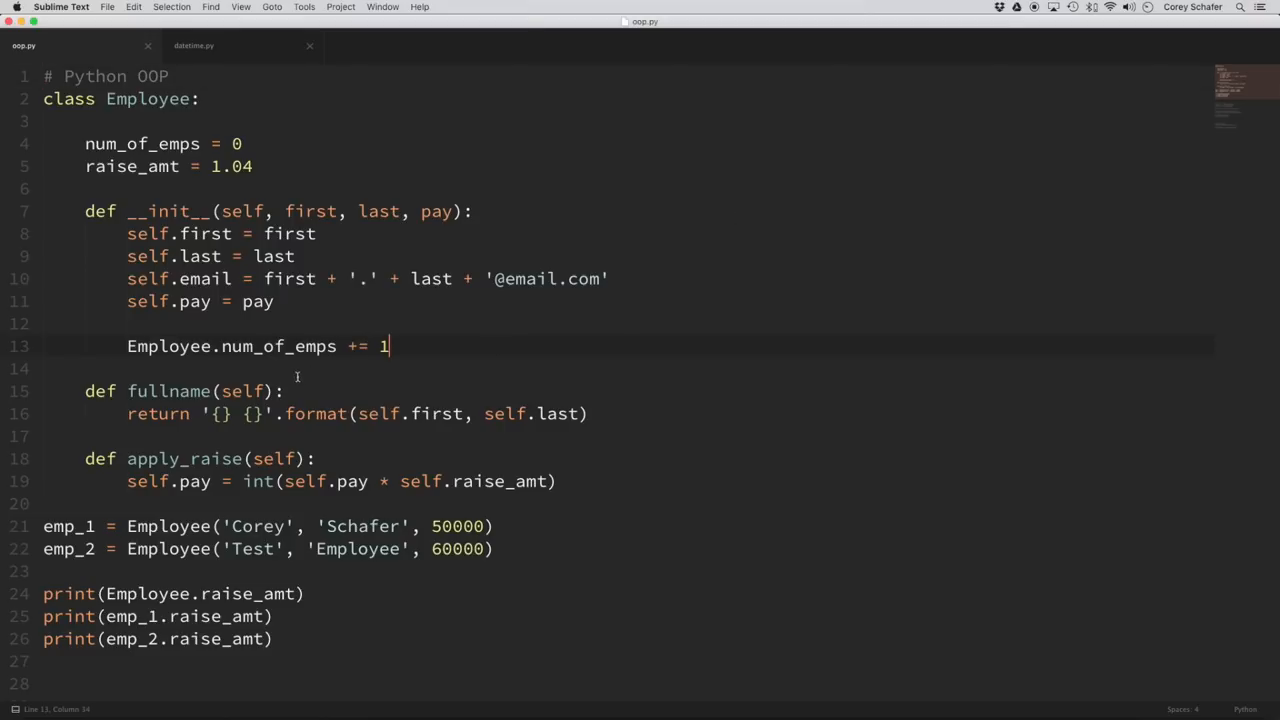 Sublime Text File Edit Selection Find View Goto Tools Project Window Help Corey Schafer
oop.py
oop.py datetime.py
1 # Python OOP
2 class Employee:
3
4 num_of_emps = 0
5 raise_amt = 1.04
6
7 def __init__(self, first, last, pay):
8 self.first = first
9 self.last = last
10 self.email = first + '.' + last + '@email.com'
11 self.pay = pay
12
13 Employee.num_of_emps += 1
14
15 def fullname(self):
16 return '{} {}'.format(self.first, self.last)
17
18 def apply_raise(self):
19 self.pay = int(self.pay * self.raise_amt)
20
21 emp_1 = Employee('Corey', 'Schafer', 50000)
22 emp_2 = Employee('Test', 'Employee', 60000)
23
24 print(Employee.raise_amt)
25 print(emp_1.raise_amt)
26 print(emp_2.raise_amt)
27
28
Line 13, Column 34 Spaces: 4 Python